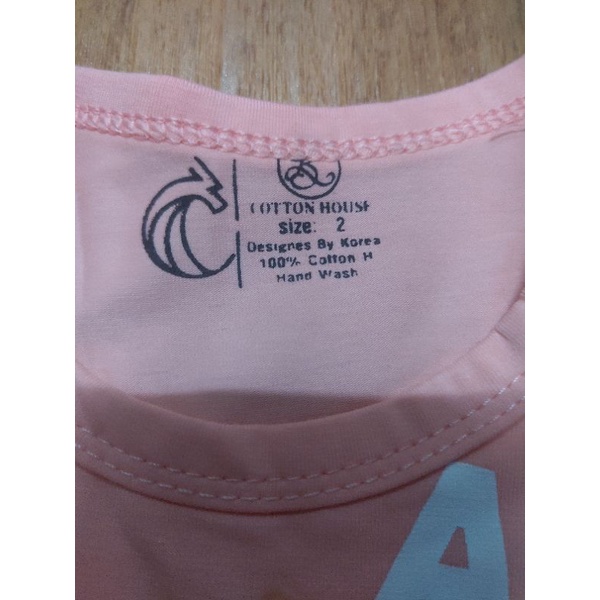 COTTON HOUSE
size: 2
Designes By Korea
100% Cotton H
Hand Wash
A